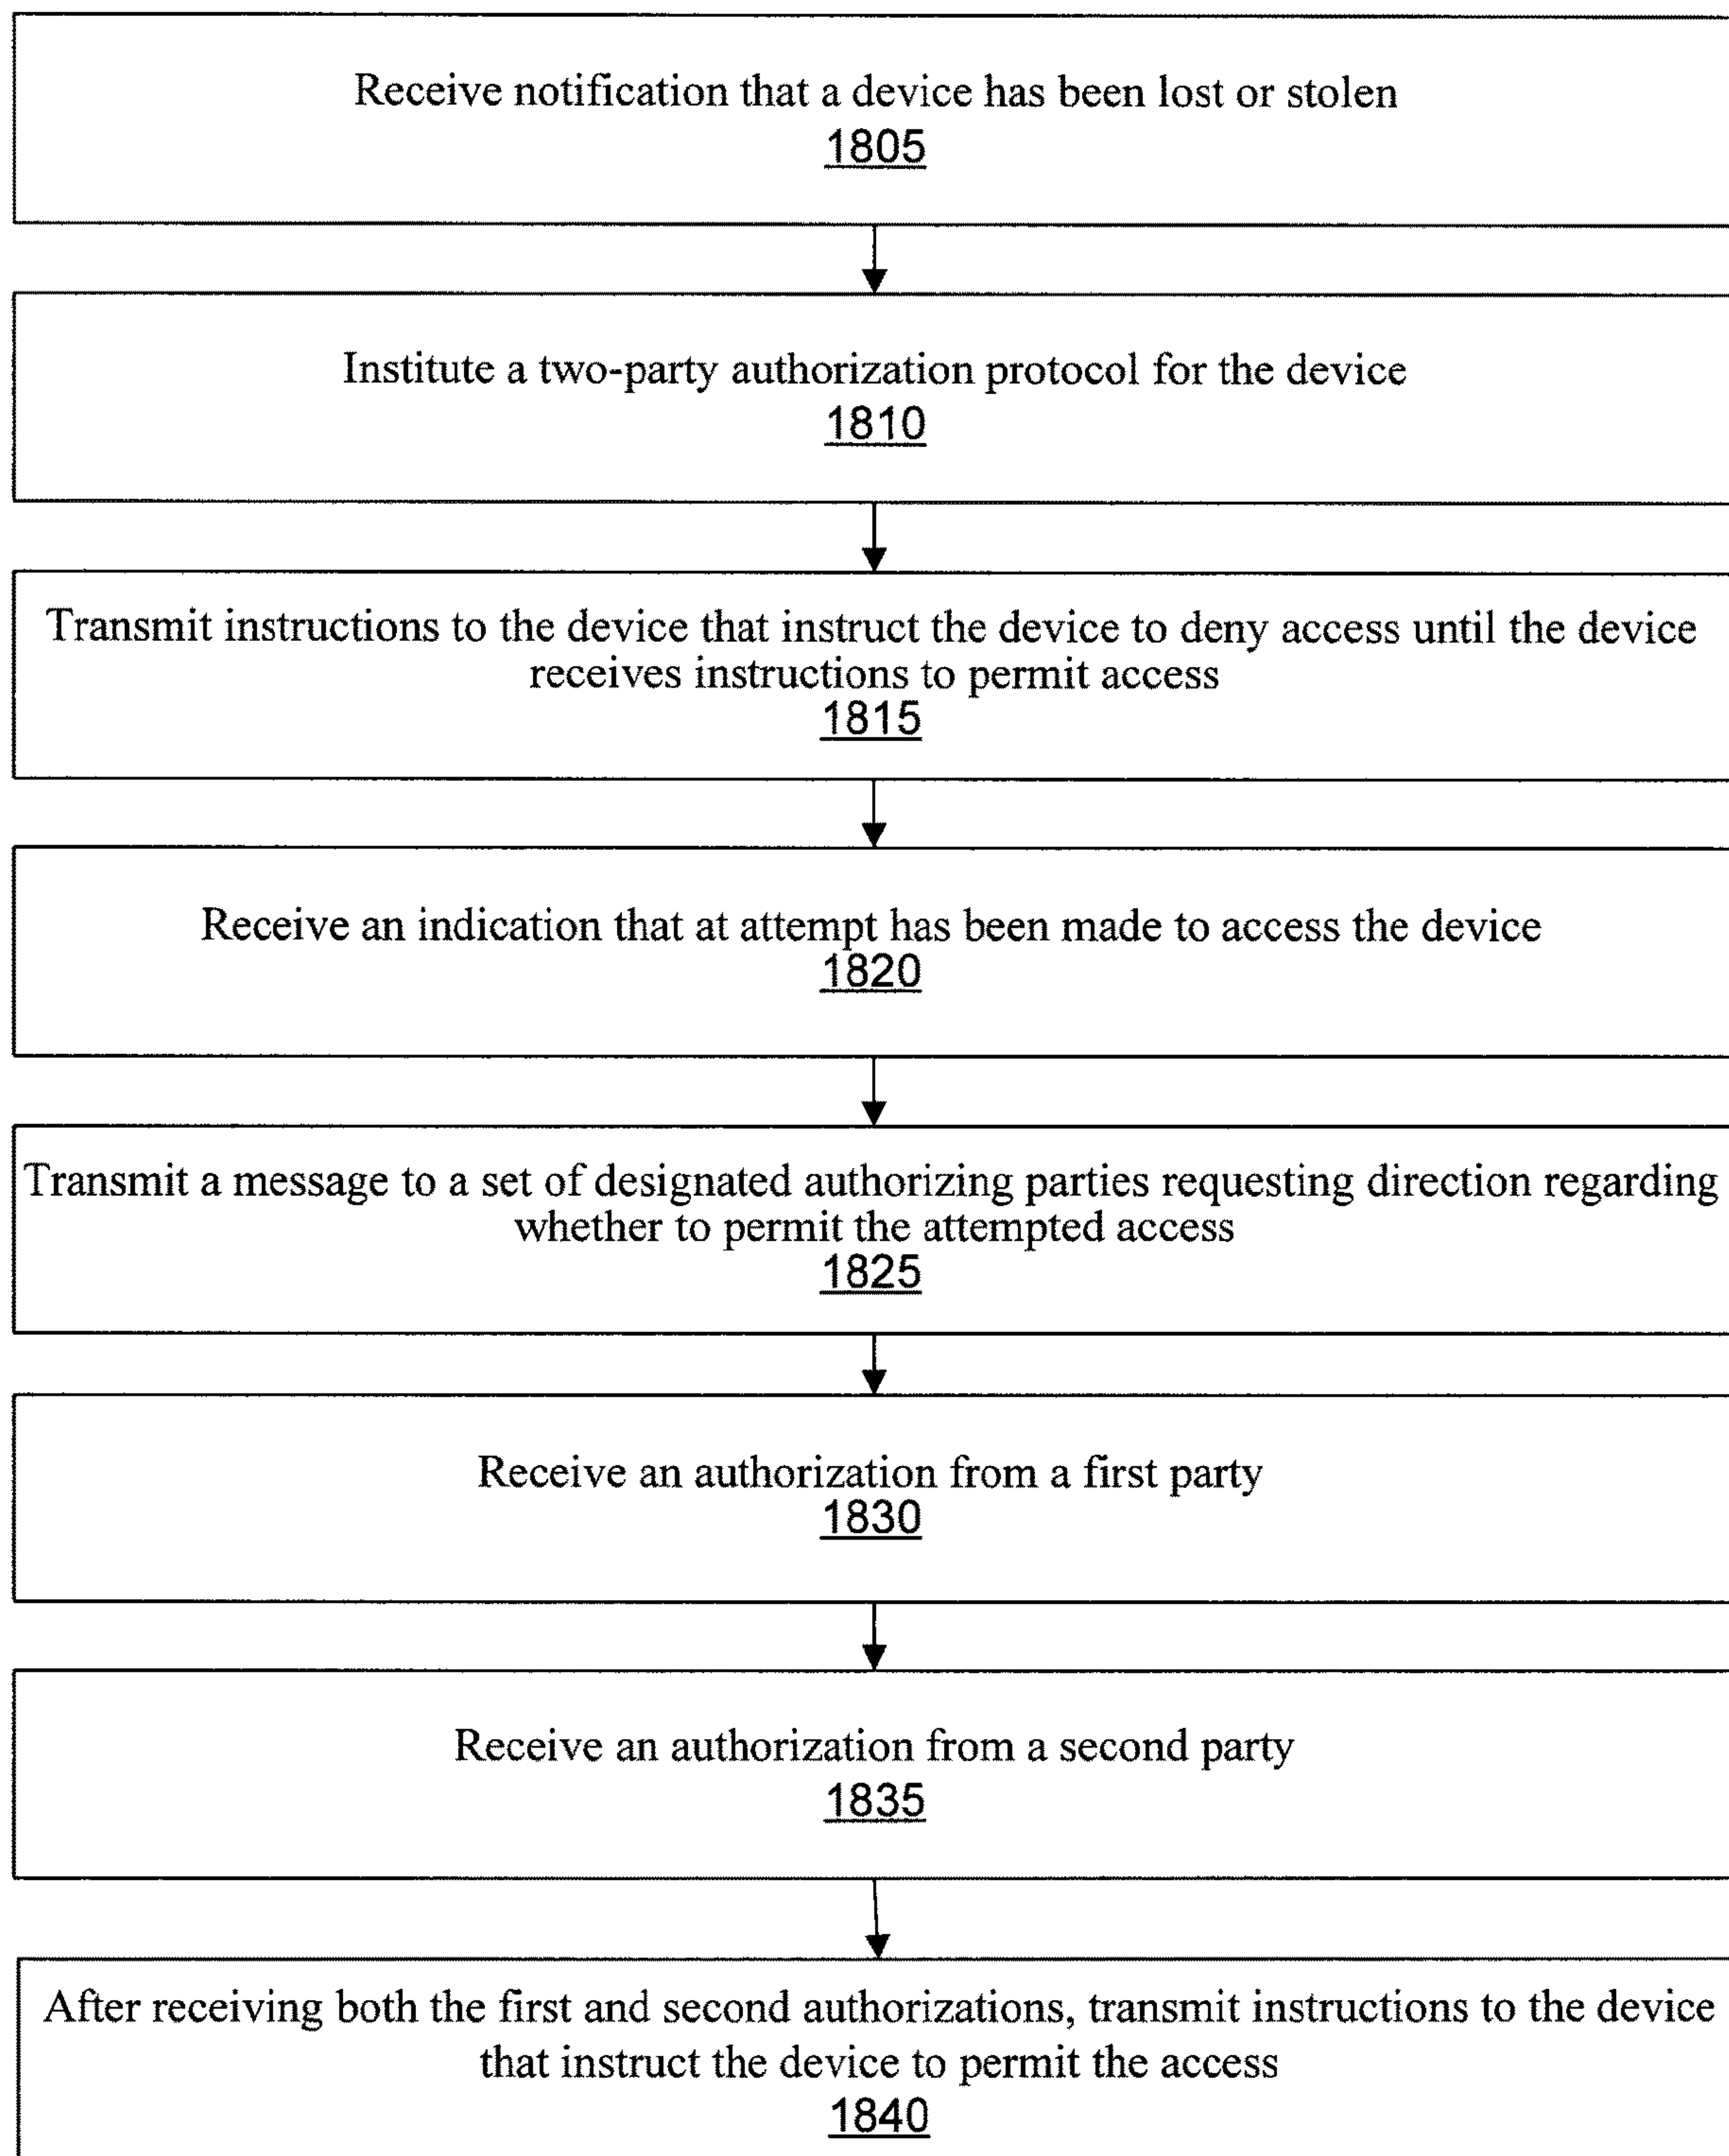 Receive notification that a device has been lost or stolen
1805
Institute a two-party authorization protocol for the device
1810
Transmit instructions to the device that instruct the device to deny access until the device
receives instructions to permit access
1815
Receive an indication that at attempt has been made to access the device
1820
Transmit a message to a set of designated authorizing parties requesting direction regarding
whether to permit the attempted access
1825
Receive an authorization from a first party
1830
Receive an authorization from a second party
1835
After receiving both the first and second authorizations, transmit instructions to the device
that instruct the device to permit the access
1840